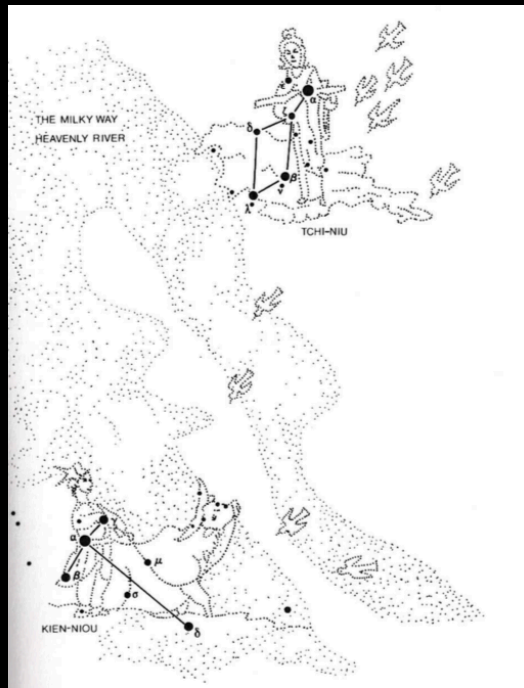 THE MILKY WAY
HEAVENLY RIVER
α
δ
β
ν
λ
TCHI-NIU
γ
α
β
μ
σ
δ
KIEN-NIOU